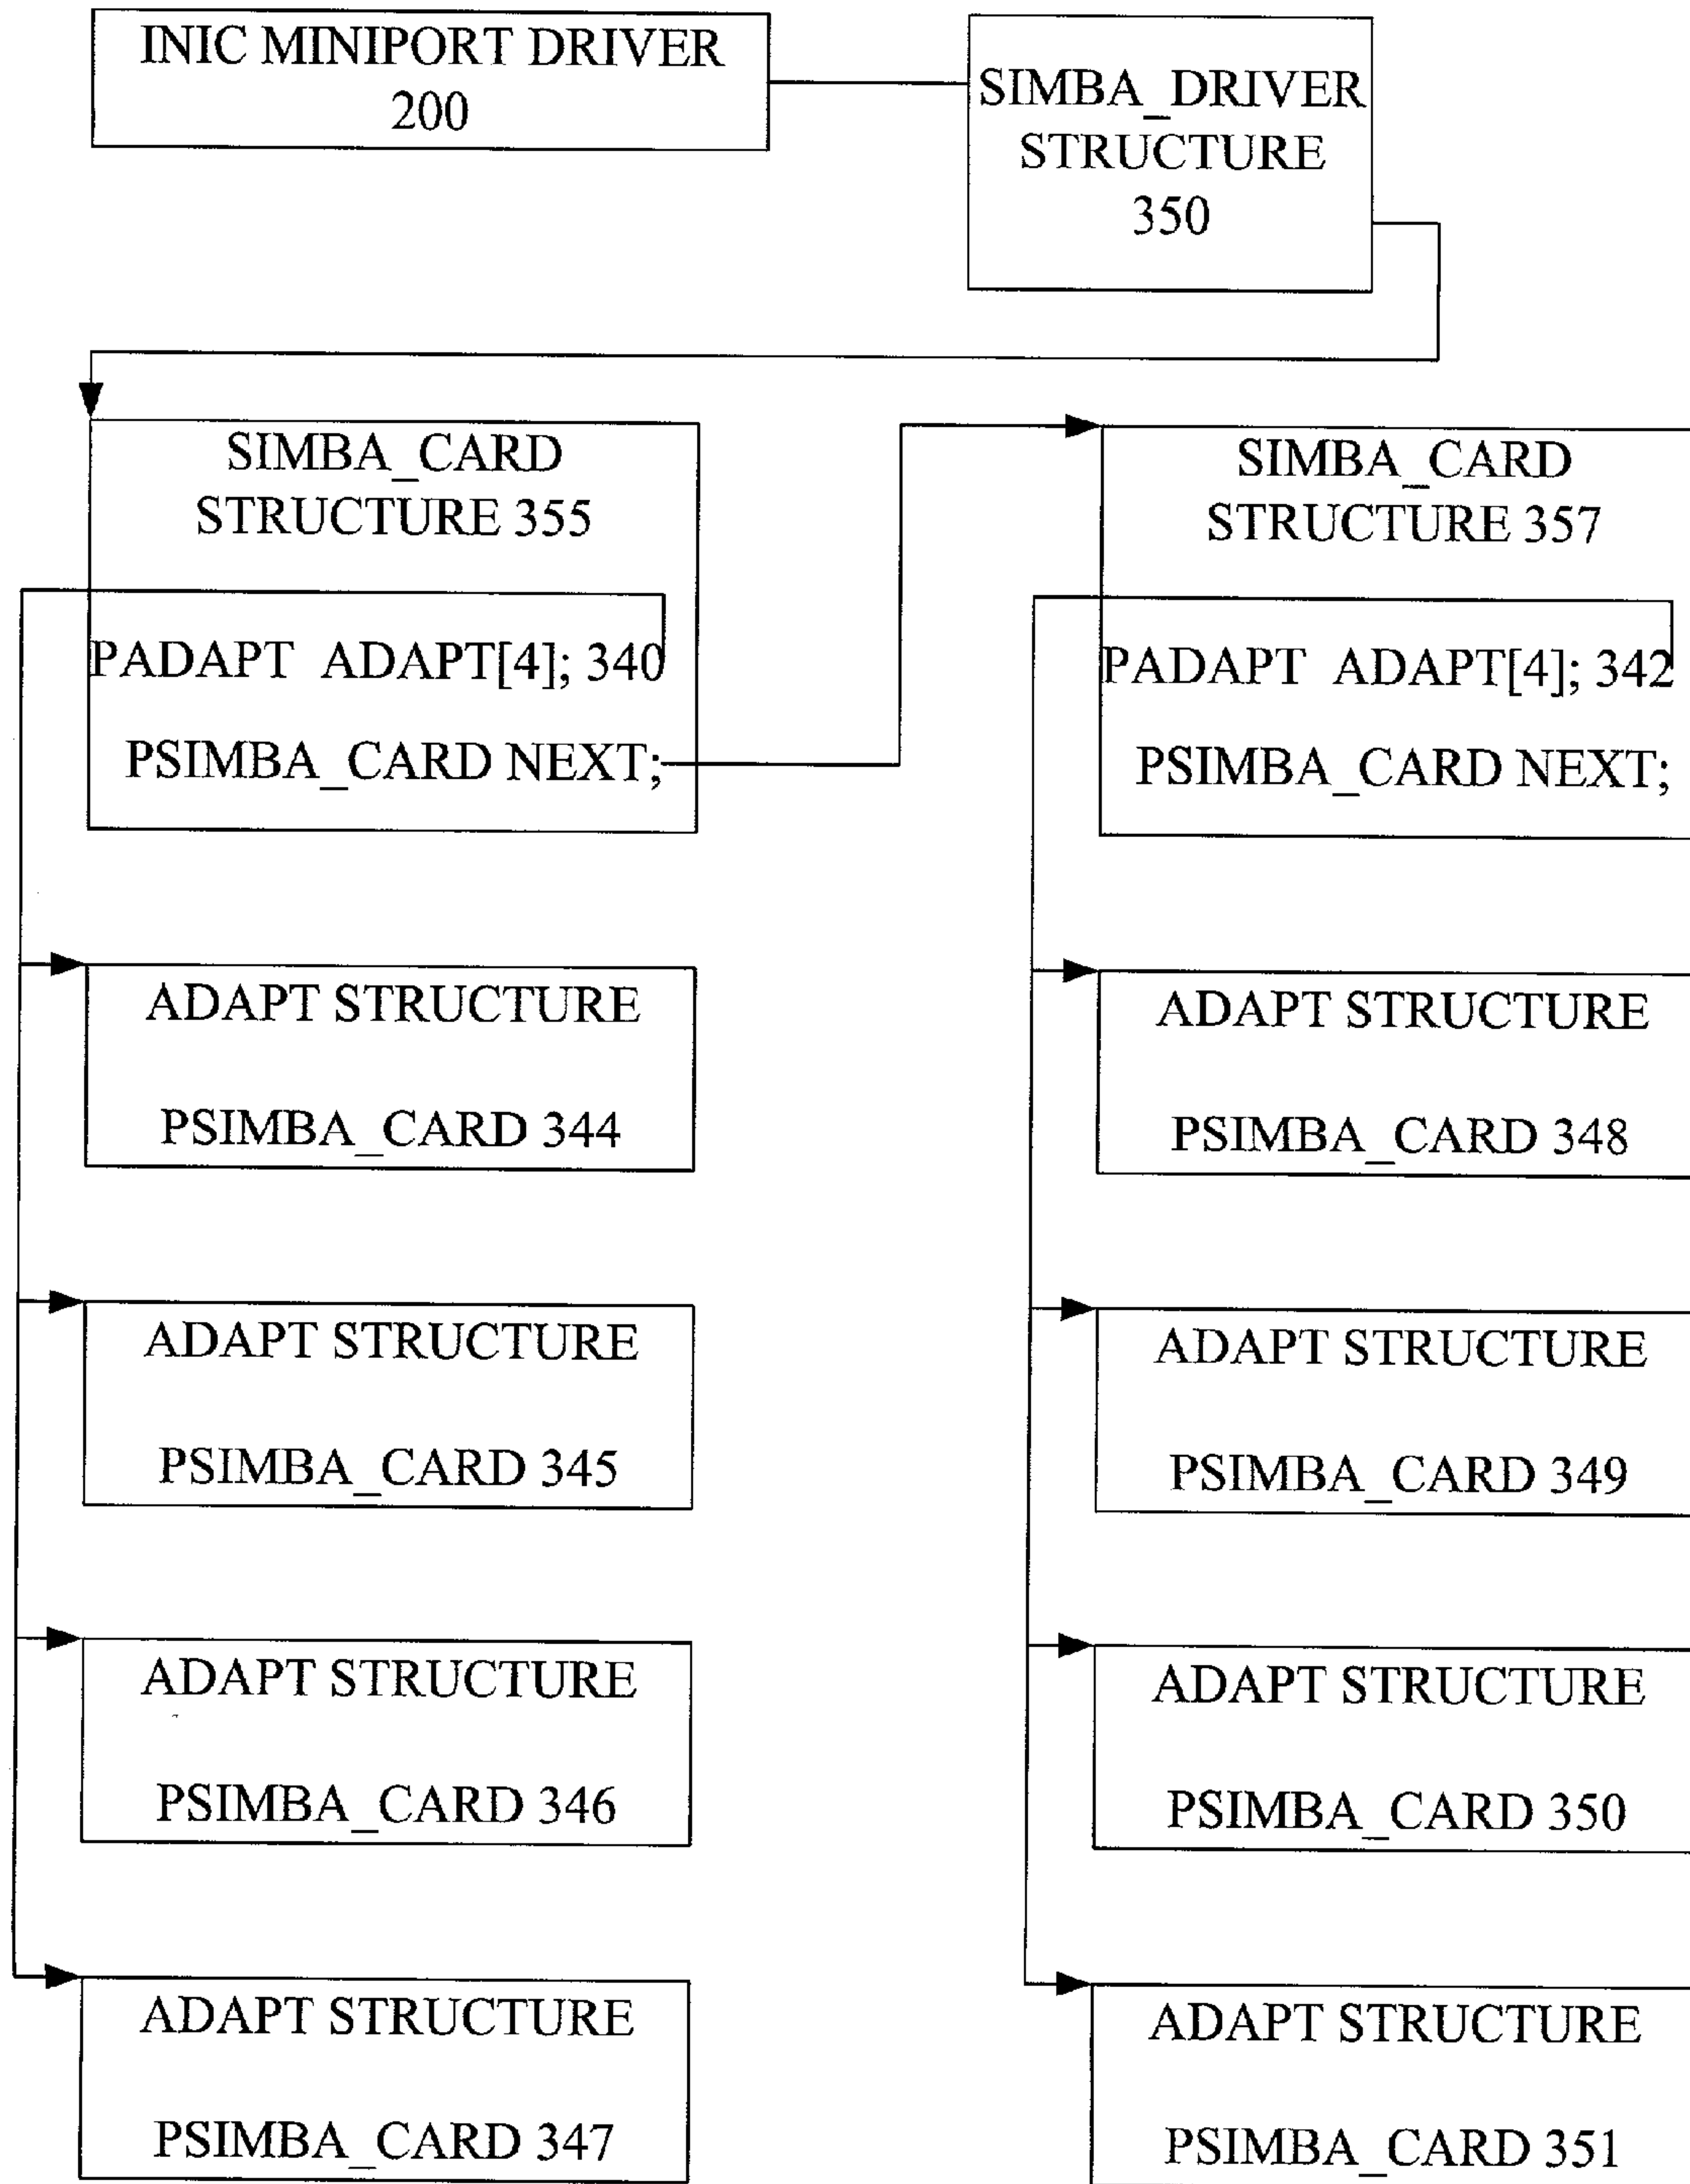 INIC MINIPORT DRIVER
200
SIMBA_DRIVER
STRUCTURE
350
SIMBA_CARD
STRUCTURE 355
PADAPT ADAPT[4]; 340
PSIMBA_CARD NEXT;
SIMBA_CARD
STRUCTURE 357
PADAPT ADAPT[4]; 342
PSIMBA_CARD NEXT;
ADAPT STRUCTURE
PSIMBA_CARD 344
ADAPT STRUCTURE
PSIMBA_CARD 348
ADAPT STRUCTURE
PSIMBA_CARD 345
ADAPT STRUCTURE
PSIMBA_CARD 349
ADAPT STRUCTURE
PSIMBA_CARD 346
ADAPT STRUCTURE
PSIMBA_CARD 350
ADAPT STRUCTURE
PSIMBA_CARD 347
ADAPT STRUCTURE
PSIMBA_CARD 351